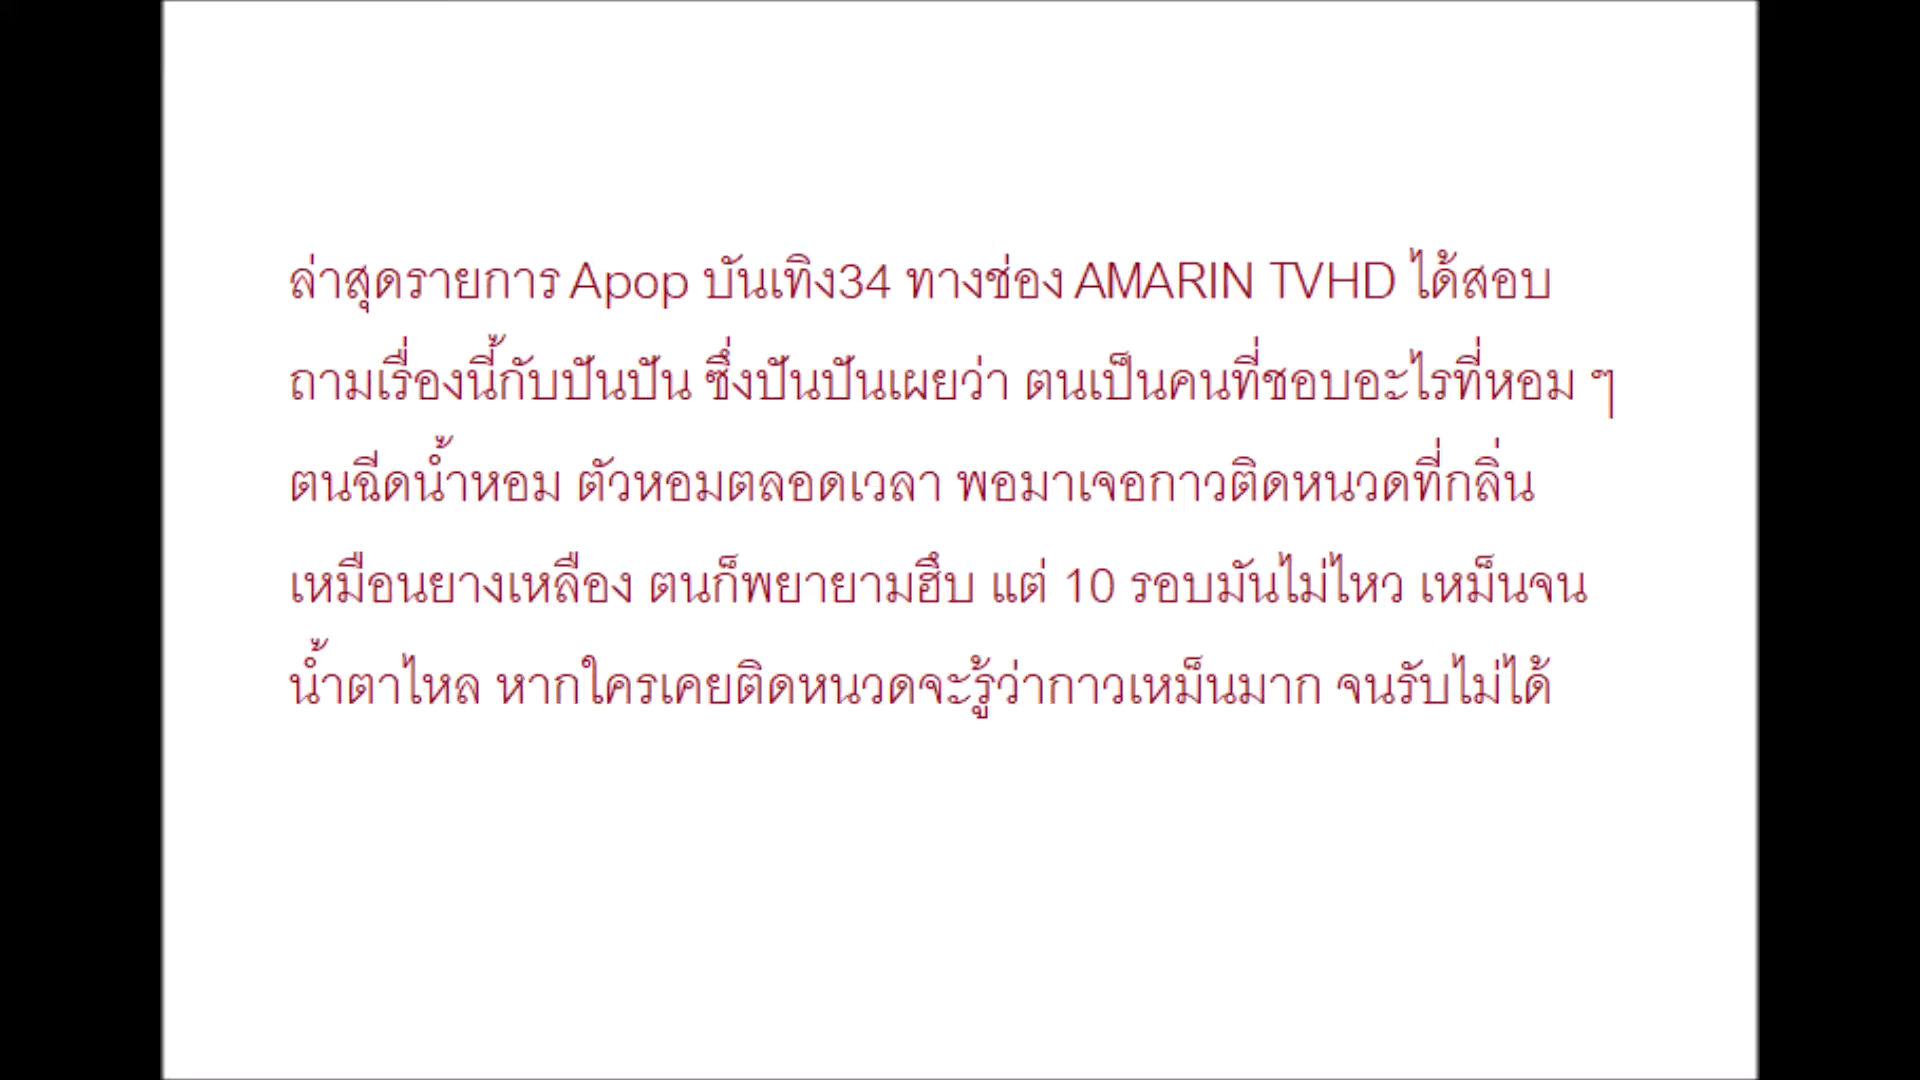 ล่าสุดรายการ Apop บันเทิง34 ทางช่อง AMARIN TVHD ได้สอบ
ถามเรื่องนี้กับปันปัน ซึ่งปันปันเผยว่า ตนเป็นคนที่ชอบอะไรที่หอม ๆ
ตนฉีดน้ำหอม ตัวหอมตลอดเวลา พอมาเจอกาวติดหนวดที่กลิ่น
เหมือนยางเหลือง ตนก็พยายามฮึบ แต่ 10 รอบมันไม่ไหว เหม็นจน
น้ำตาไหล หากใครเคยติดหนวดจะรู้ว่ากาวเหม็นมาก จนรับไม่ได้